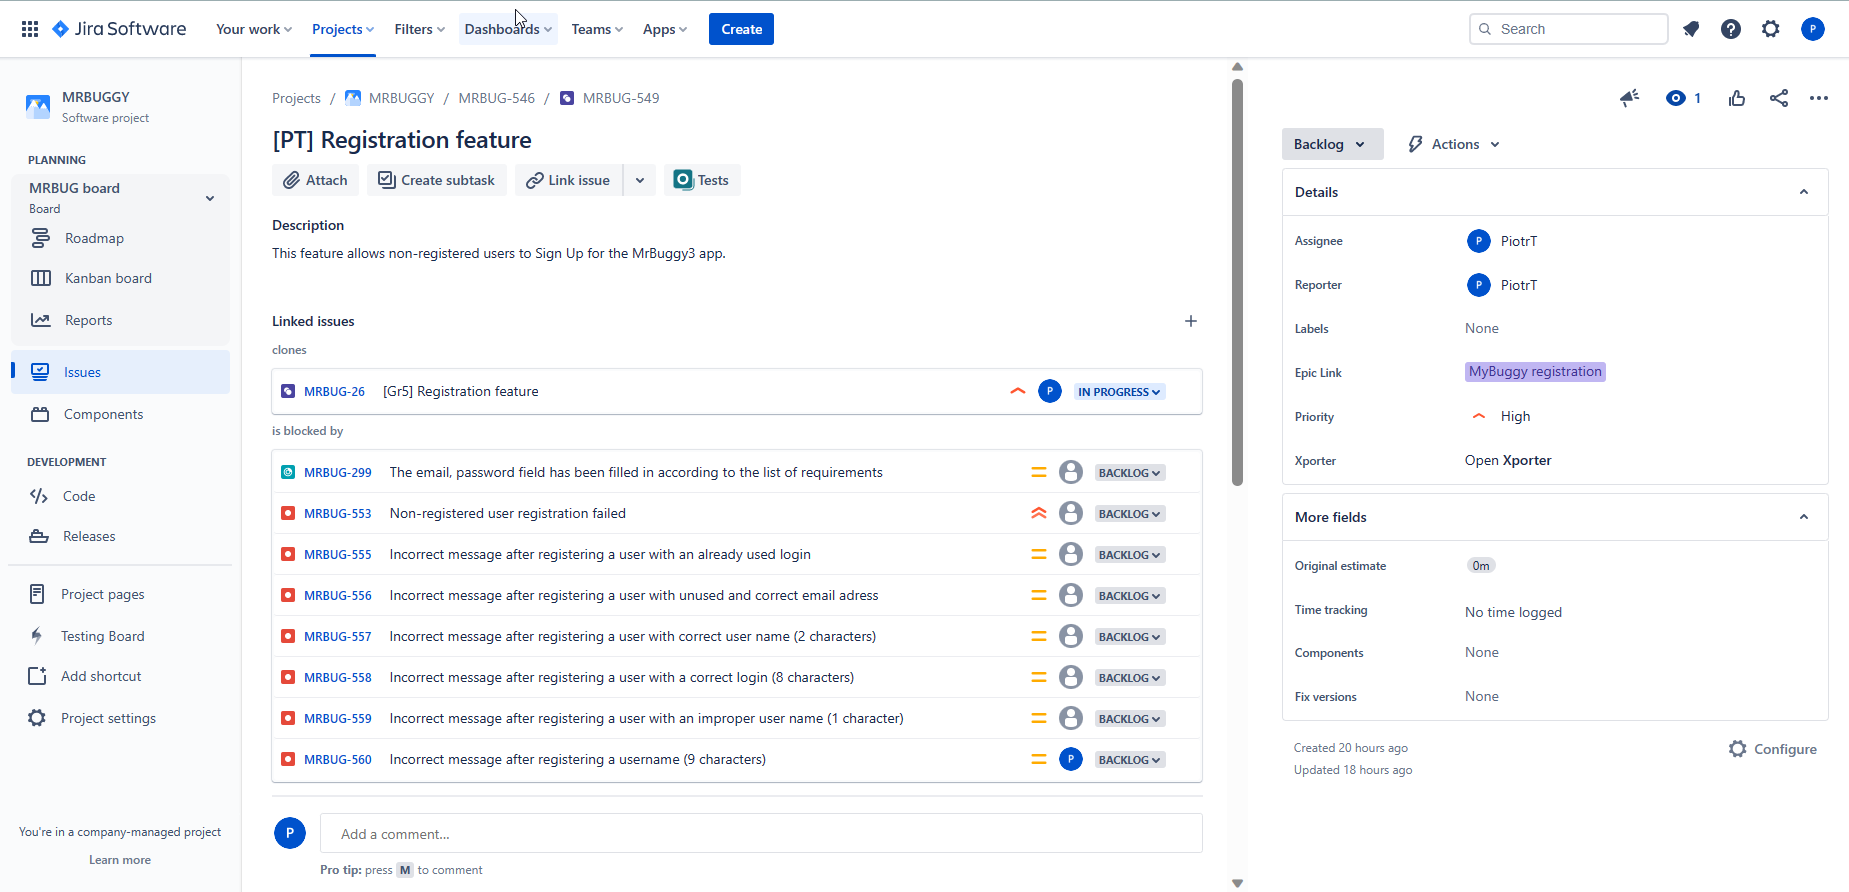 Jira Software Your work Projects Filters Dashboards Teams Apps Create Search P
MRBUGGY
Software project
PLANNING
MRBUG board
Board
Roadmap
Kanban board
Reports
Issues
Components
DEVELOPMENT
Code
Releases
Project pages
Testing Board
Add shortcut
Project settings
You're in a company-managed project
Learn more
Projects / MRBUGGY / MRBUG-546 / MRBUG-549
[PT] Registration feature
Attach Create subtask Link issue Tests
Description
This feature allows non-registered users to Sign Up for the MrBuggy3 app.
Linked issues
clones
MRBUG-26 [Gr5] Registration feature P IN PROGRESS
is blocked by
MRBUG-299 The email, password field has been filled in according to the list of requirements BACKLOG
MRBUG-553 Non-registered user registration failed BACKLOG
MRBUG-555 Incorrect message after registering a user with an already used login BACKLOG
MRBUG-556 Incorrect message after registering a user with unused and correct email adress BACKLOG
MRBUG-557 Incorrect message after registering a user with correct user name (2 characters) BACKLOG
MRBUG-558 Incorrect message after registering a user with a correct login (8 characters) BACKLOG
MRBUG-559 Incorrect message after registering a user with an improper user name (1 character) BACKLOG
MRBUG-560 Incorrect message after registering a username (9 characters) P BACKLOG
P Add a comment...
Pro tip: press M to comment
1
Backlog Actions
Details
Assignee P PiotrT
Reporter P PiotrT
Labels None
Epic Link MyBuggy registration
Priority High
Xporter Open Xporter
More fields
Original estimate 0m
Time tracking No time logged
Components None
Fix versions None
Created 20 hours ago
Updated 18 hours ago
Configure